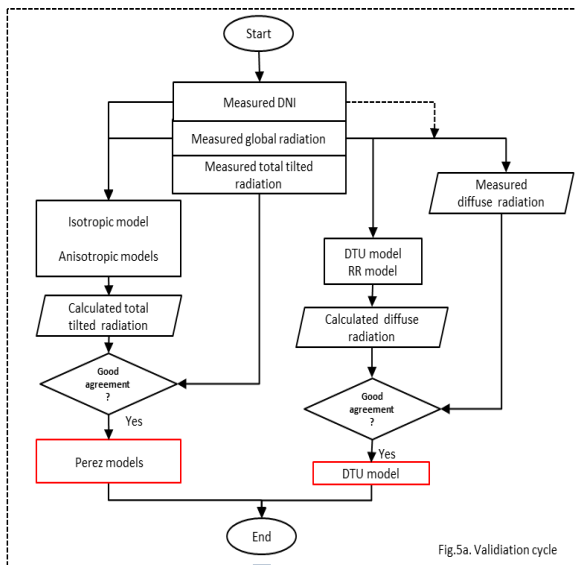 Start
Measured DNI
Measured global radiation
Measured total tilted
radiation
Measured
diffuse radiation
Isotropic model
Anisotropic models
DTU model
RR model
Calculated total
tilted radiation
Calculated diffuse
radiation
Good
agreement
?
Good
agreement
?
Yes
Yes
Perez models
DTU model
End
Fig.5a. Validiation cycle